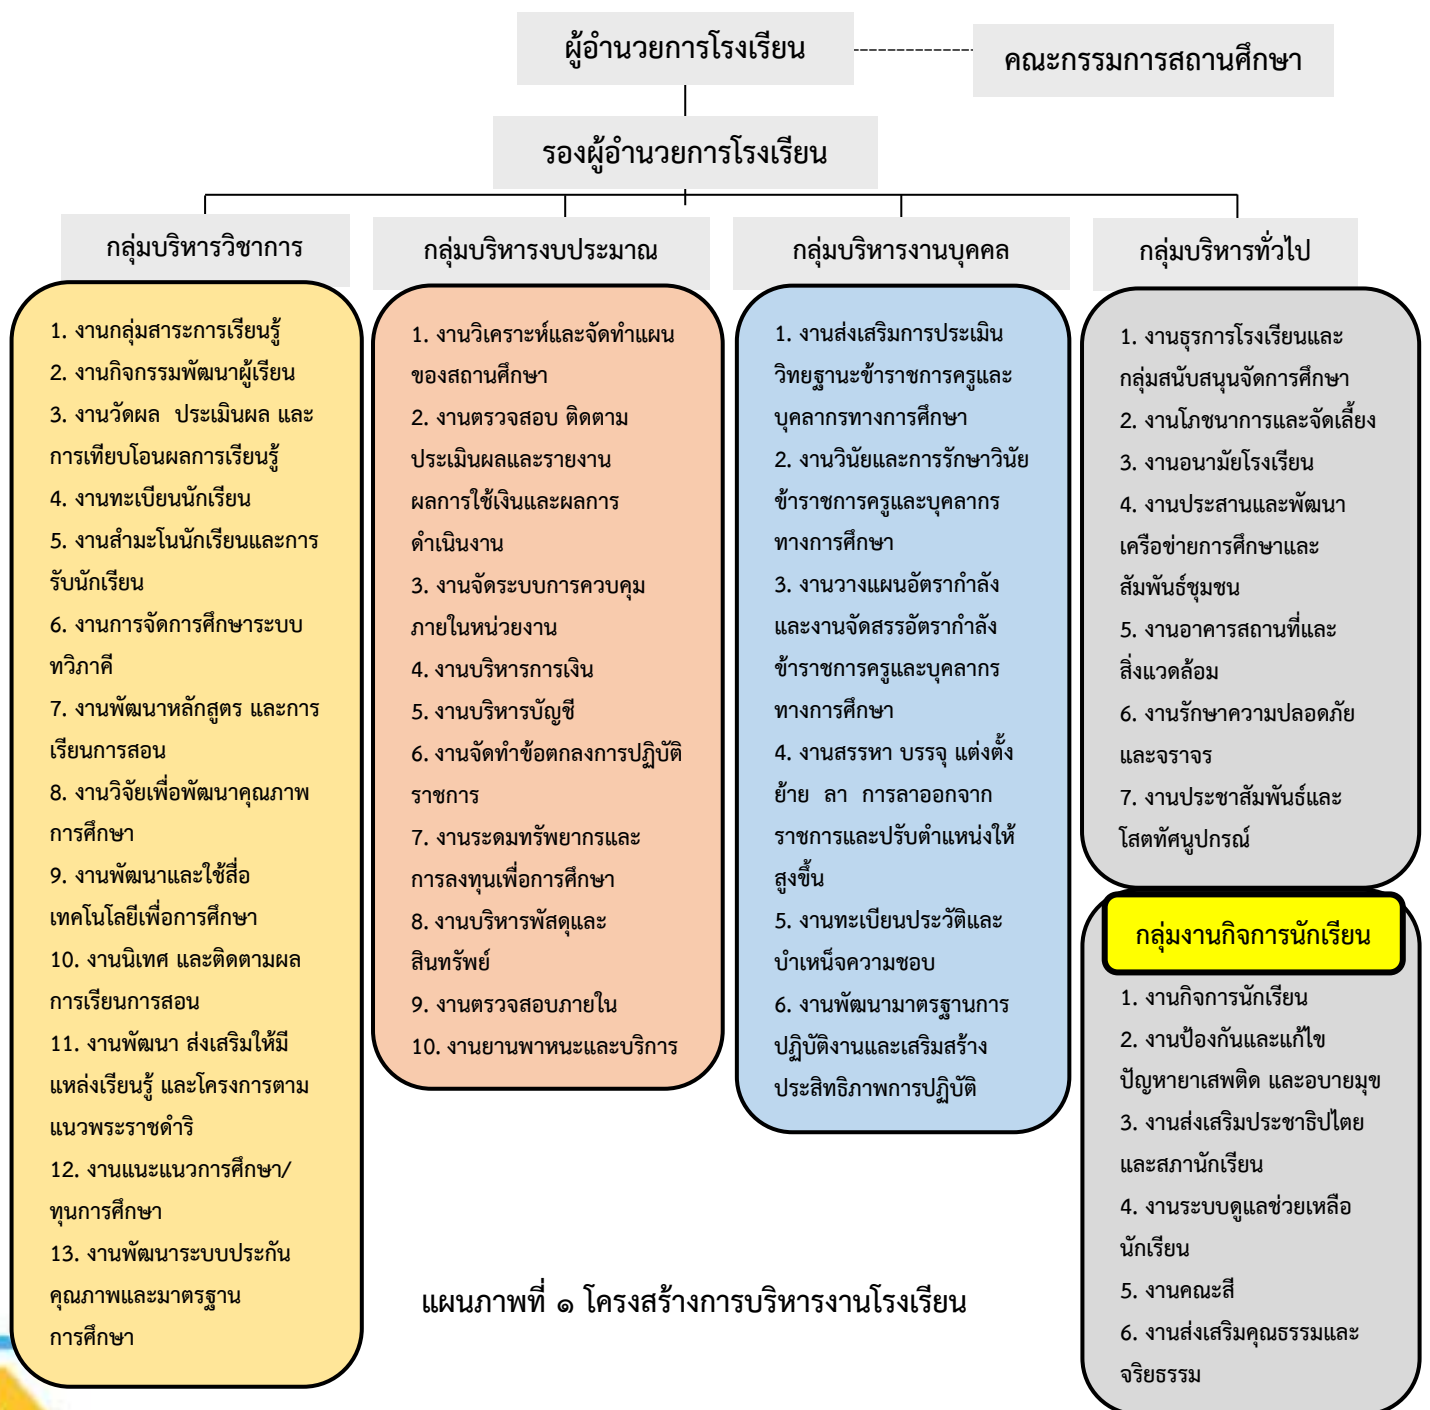 ผู้อำนวยการโรงเรียน
คณะกรรมการสถานศึกษา
รองผู้อำนวยการโรงเรียน
กลุ่มบริหารวิชาการ
1. งานกลุ่มสาระการเรียนรู้
2. งานกิจกรรมพัฒนาผู้เรียน
3. งานวัดผล ประเมินผล และ
การเทียบโอนผลการเรียนรู้
4. งานทะเบียนนักเรียน
5. งานสำมะโนนักเรียนและการ
รับนักเรียน
6. งานการจัดการศึกษาระบบ
ทวิภาคี
7. งานพัฒนาหลักสูตร และการ
เรียนการสอน
8. งานวิจัยเพื่อพัฒนาคุณภาพ
การศึกษา
9. งานพัฒนาและใช้สื่อ
เทคโนโลยีเพื่อการศึกษา
10. งานนิเทศ และติดตามผล
การเรียนการสอน
11. งานพัฒนา ส่งเสริมให้มี
แหล่งเรียนรู้ และโครงการตาม
แนวพระราชดำริ
12. งานแนะแนวการศึกษา/
ทุนการศึกษา
13. งานพัฒนาระบบประกัน
คุณภาพและมาตรฐาน
การศึกษา
กลุ่มบริหารงบประมาณ
1. งานวิเคราะห์และจัดทำแผน
ของสถานศึกษา
2. งานตรวจสอบ ติดตาม
ประเมินผลและรายงาน
ผลการใช้เงินและผลการ
ดำเนินงาน
3. งานจัดระบบการควบคุม
ภายในหน่วยงาน
4. งานบริหารการเงิน
5. งานบริหารบัญชี
6. งานจัดทำข้อตกลงการปฏิบัติ
ราชการ
7. งานระดมทรัพยากรและ
การลงทุนเพื่อการศึกษา
8. งานบริหารพัสดุและ
สินทรัพย์
9. งานตรวจสอบภายใน
10. งานยานพาหนะและบริการ
กลุ่มบริหารงานบุคคล
1. งานส่งเสริมการประเมิน
วิทยฐานะข้าราชการครูและ
บุคลากรทางการศึกษา
2. งานวินัยและการรักษาวินัย
ข้าราชการครูและบุคลากร
ทางการศึกษา
3. งานวางแผนอัตรากำลัง
และงานจัดสรรอัตรากำลัง
ข้าราชการครูและบุคลากร
ทางการศึกษา
4. งานสรรหา บรรจุ แต่งตั้ง
ย้าย ลา การลาออกจาก
ราชการและปรับตำแหน่งให้
สูงขึ้น
5. งานทะเบียนประวัติและ
บำเหน็จความชอบ
6. งานพัฒนามาตรฐานการ
ปฏิบัติงานและเสริมสร้าง
ประสิทธิภาพการปฏิบัติ
กลุ่มบริหารทั่วไป
1. งานธุรการโรงเรียนและ
กลุ่มสนับสนุนจัดการศึกษา
2. งานโภชนาการและจัดเลี้ยง
3. งานอนามัยโรงเรียน
4. งานประสานและพัฒนา
เครือข่ายการศึกษาและ
สัมพันธ์ชุมชน
5. งานอาคารสถานที่และ
สิ่งแวดล้อม
6. งานรักษาความปลอดภัย
และจราจร
7. งานประชาสัมพันธ์และ
โสตทัศนูปกรณ์
กลุ่มงานกิจการนักเรียน
1. งานกิจการนักเรียน
2. งานป้องกันและแก้ไข
ปัญหายาเสพติด และอบายมุข
3. งานส่งเสริมประชาธิปไตย
และสภานักเรียน
4. งานระบบดูแลช่วยเหลือ
นักเรียน
5. งานคณะสี
6. งานส่งเสริมคุณธรรมและ
จริยธรรม
แผนภาพที่ ๑ โครงสร้างการบริหารงานโรงเรียน